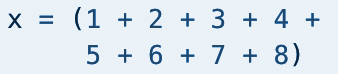 x = (1 + 2 + 3 + 4 +
5 + 6 + 7 + 8)